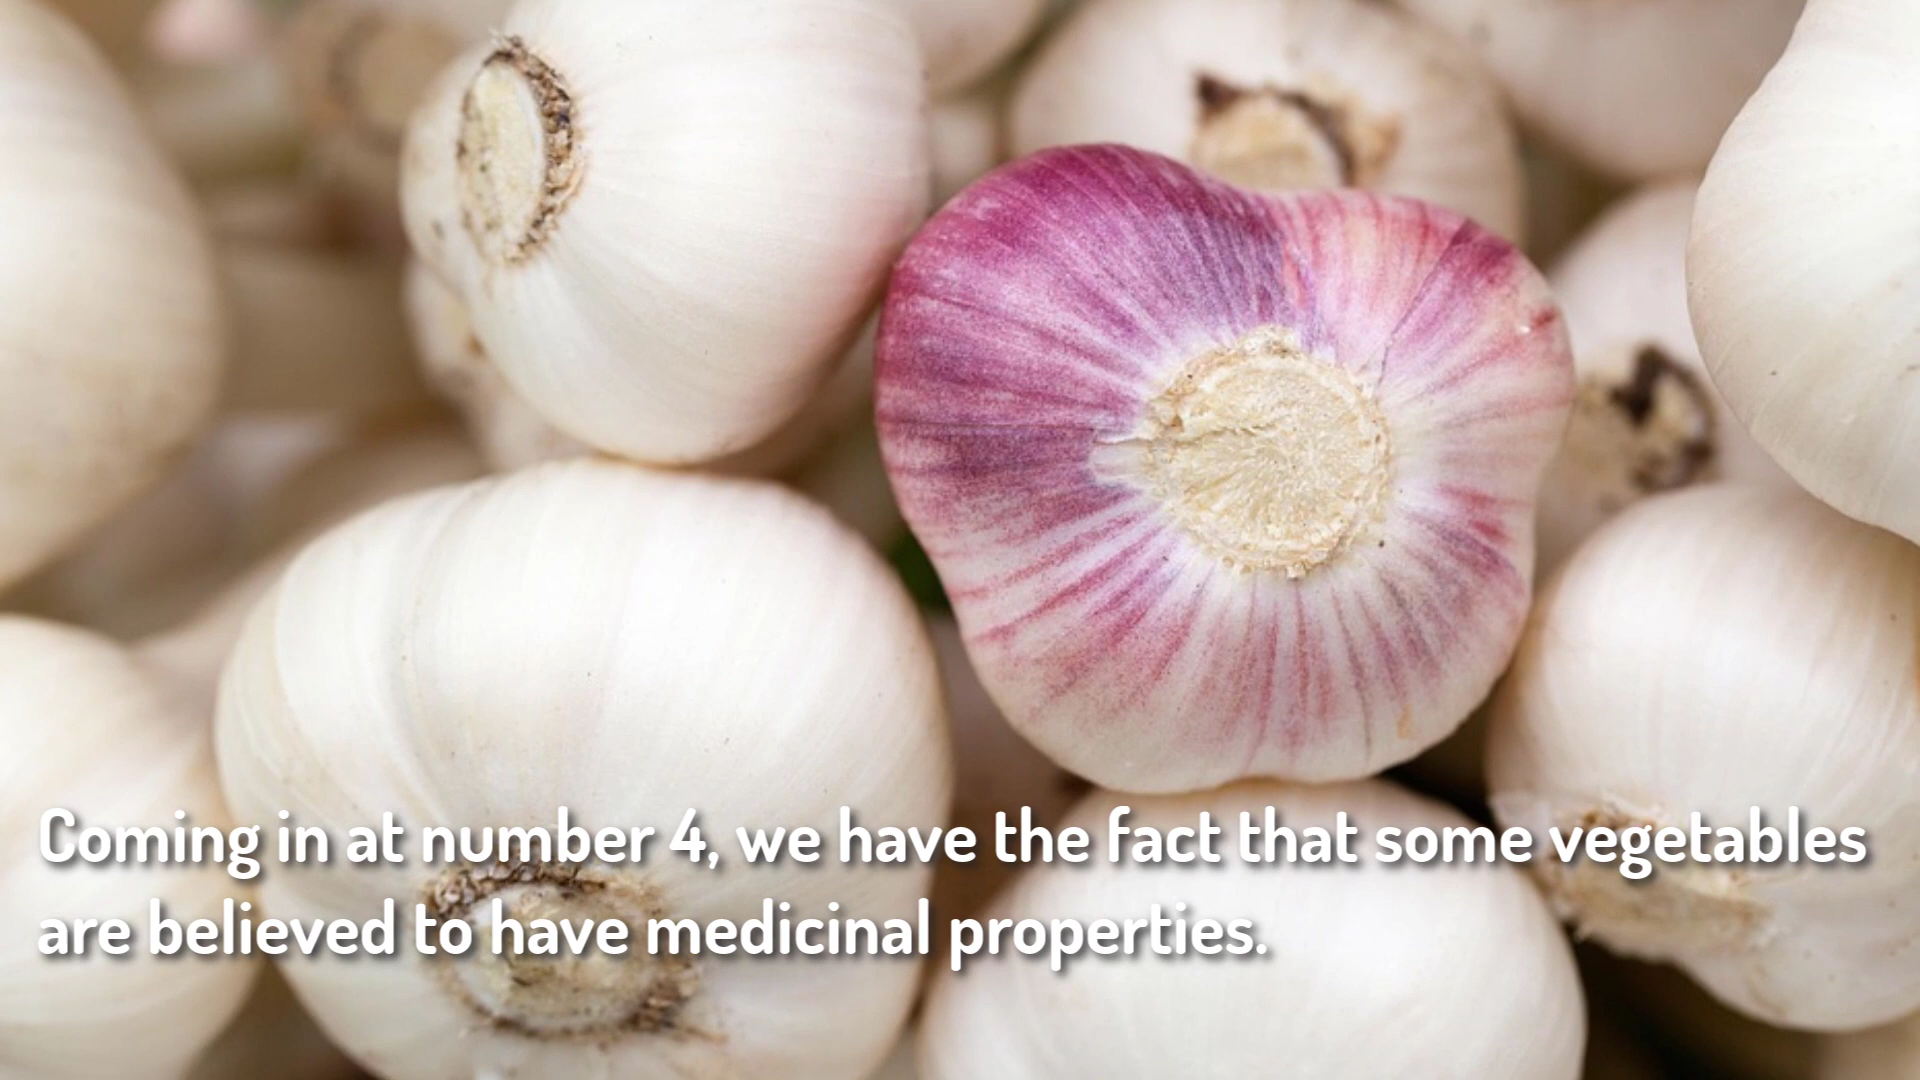 Coming in at number 4, we have the fact that some vegetables
are believed to have medicinal properties.